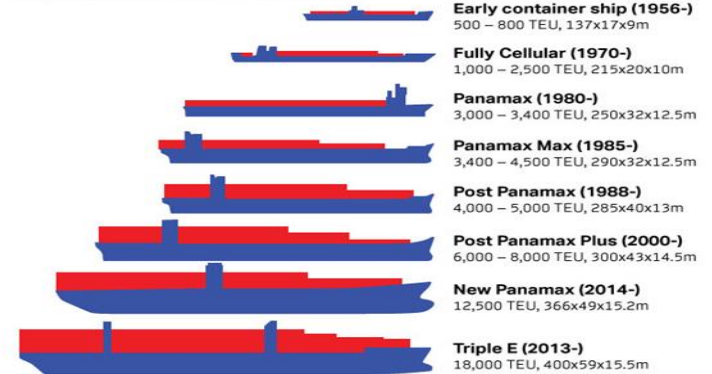 Early container ship (1956-)
500 – 800 TEU, 137x17x9m
Fully Cellular (1970-)
1,000 – 2,500 TEU, 215x20x10m
Panamax (1980-)
3,000 – 3,400 TEU, 250x32x12.5m
Panamax Max (1985-)
3,400 – 4,500 TEU, 290x32x12.5m
Post Panamax (1988-)
4,000 – 5,000 TEU, 285x40x13m
Post Panamax Plus (2000-)
6,000 – 8,000 TEU, 300x43x14.5m
New Panamax (2014-)
12,500 TEU, 366x49x15.2m
Triple E (2013-)
18,000 TEU, 400x59x15.5m